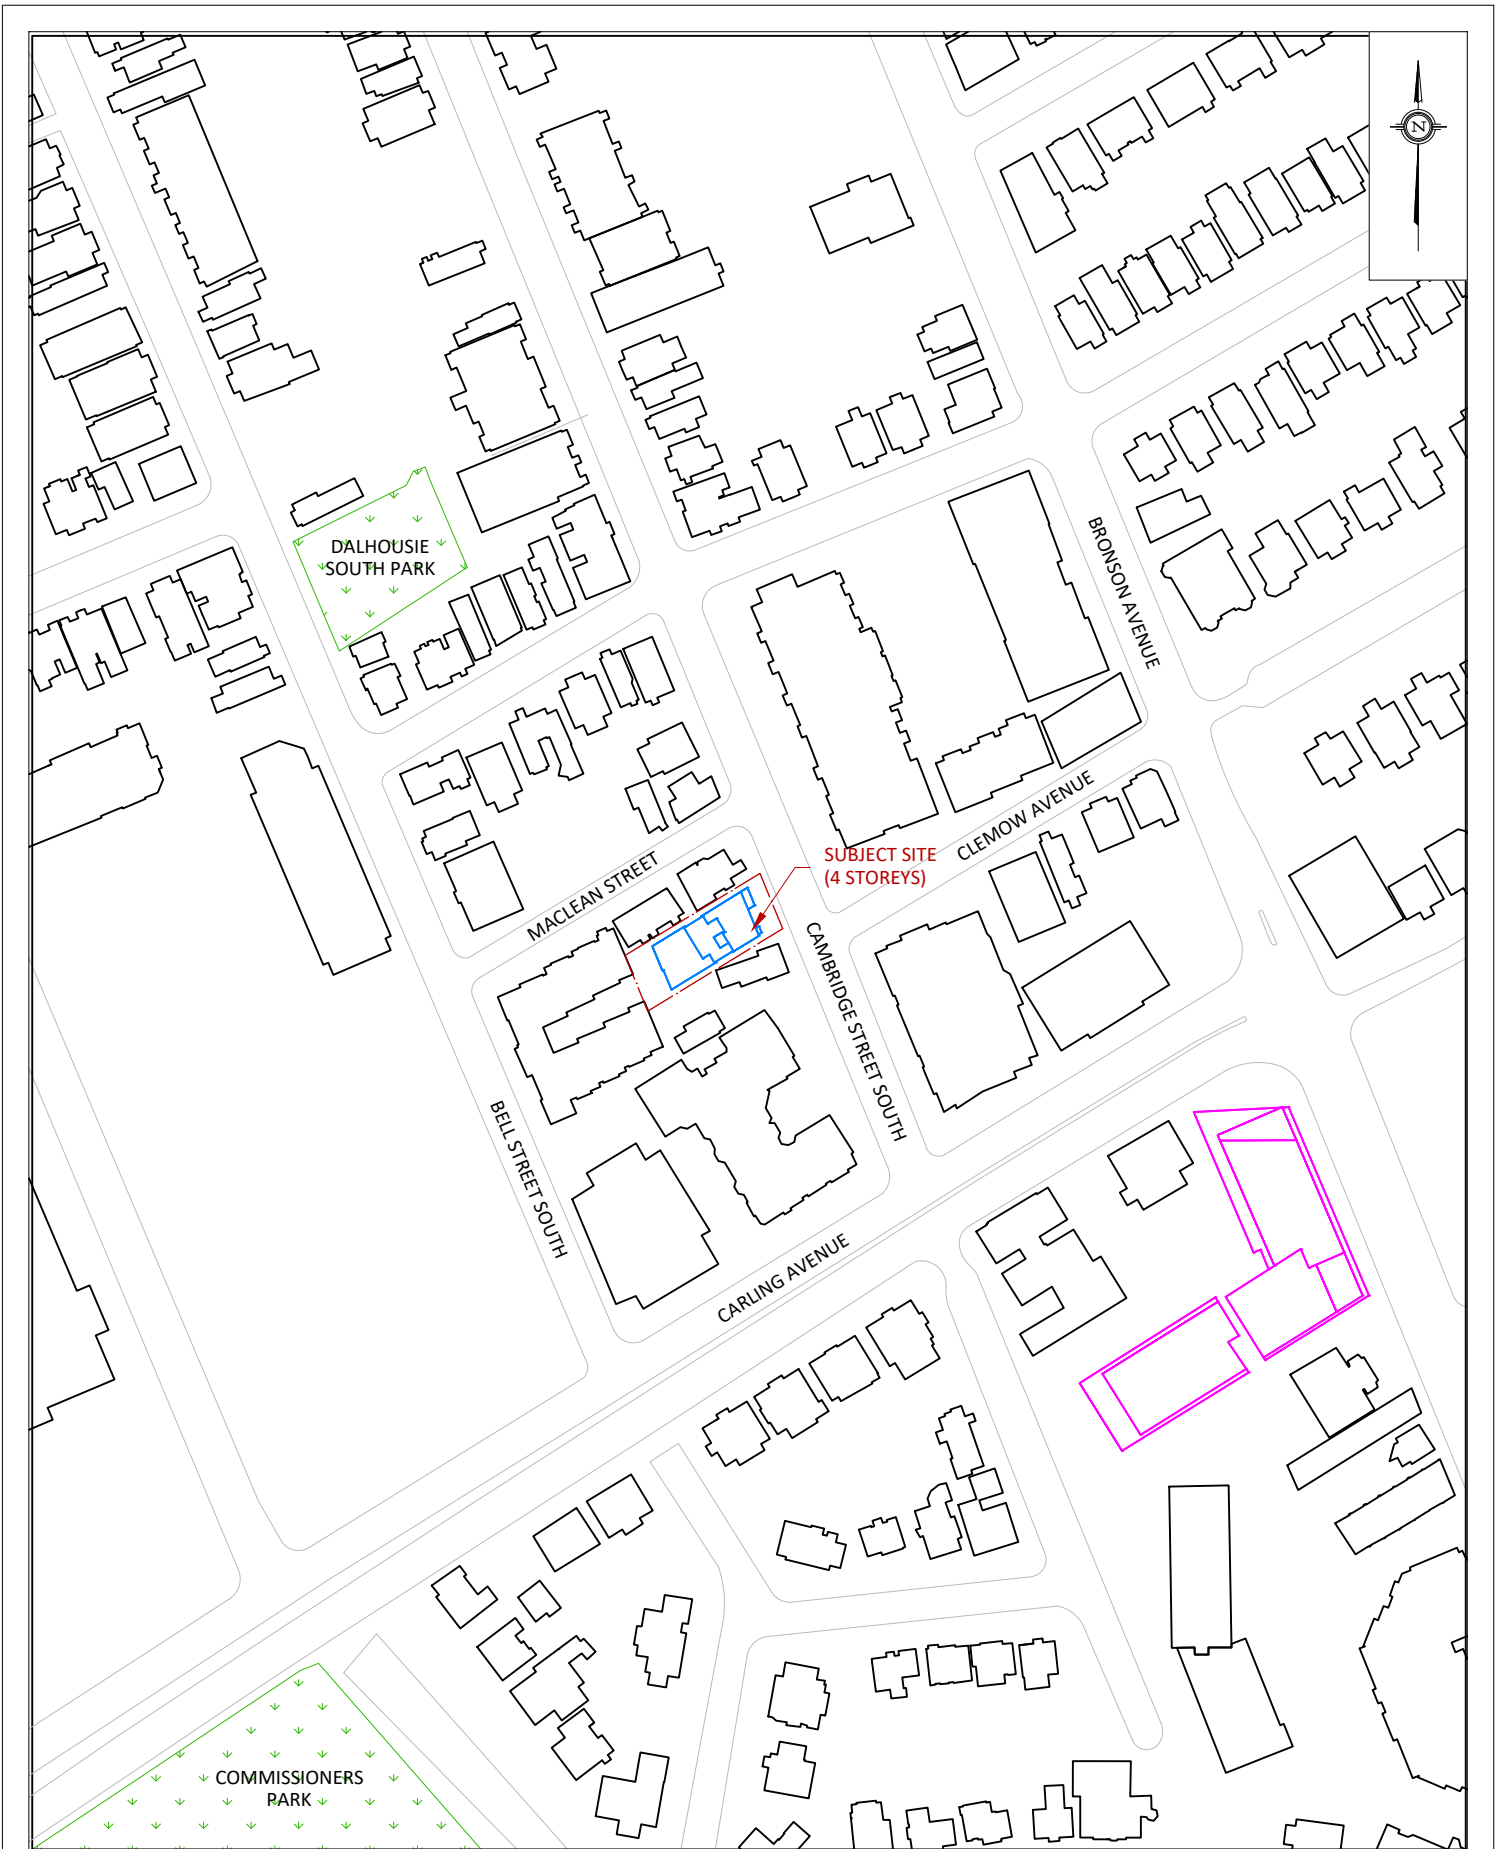 N
DALHOUSIE
SOUTH PARK
BRONSON AVENUE
CLEMOW AVENUE
SUBJECT SITE
(4 STOREYS)
MACLEAN STREET
CAMBRIDGE STREET SOUTH
BELL STREET SOUTH
CARLING AVENUE
COMMISSIONERS
PARK